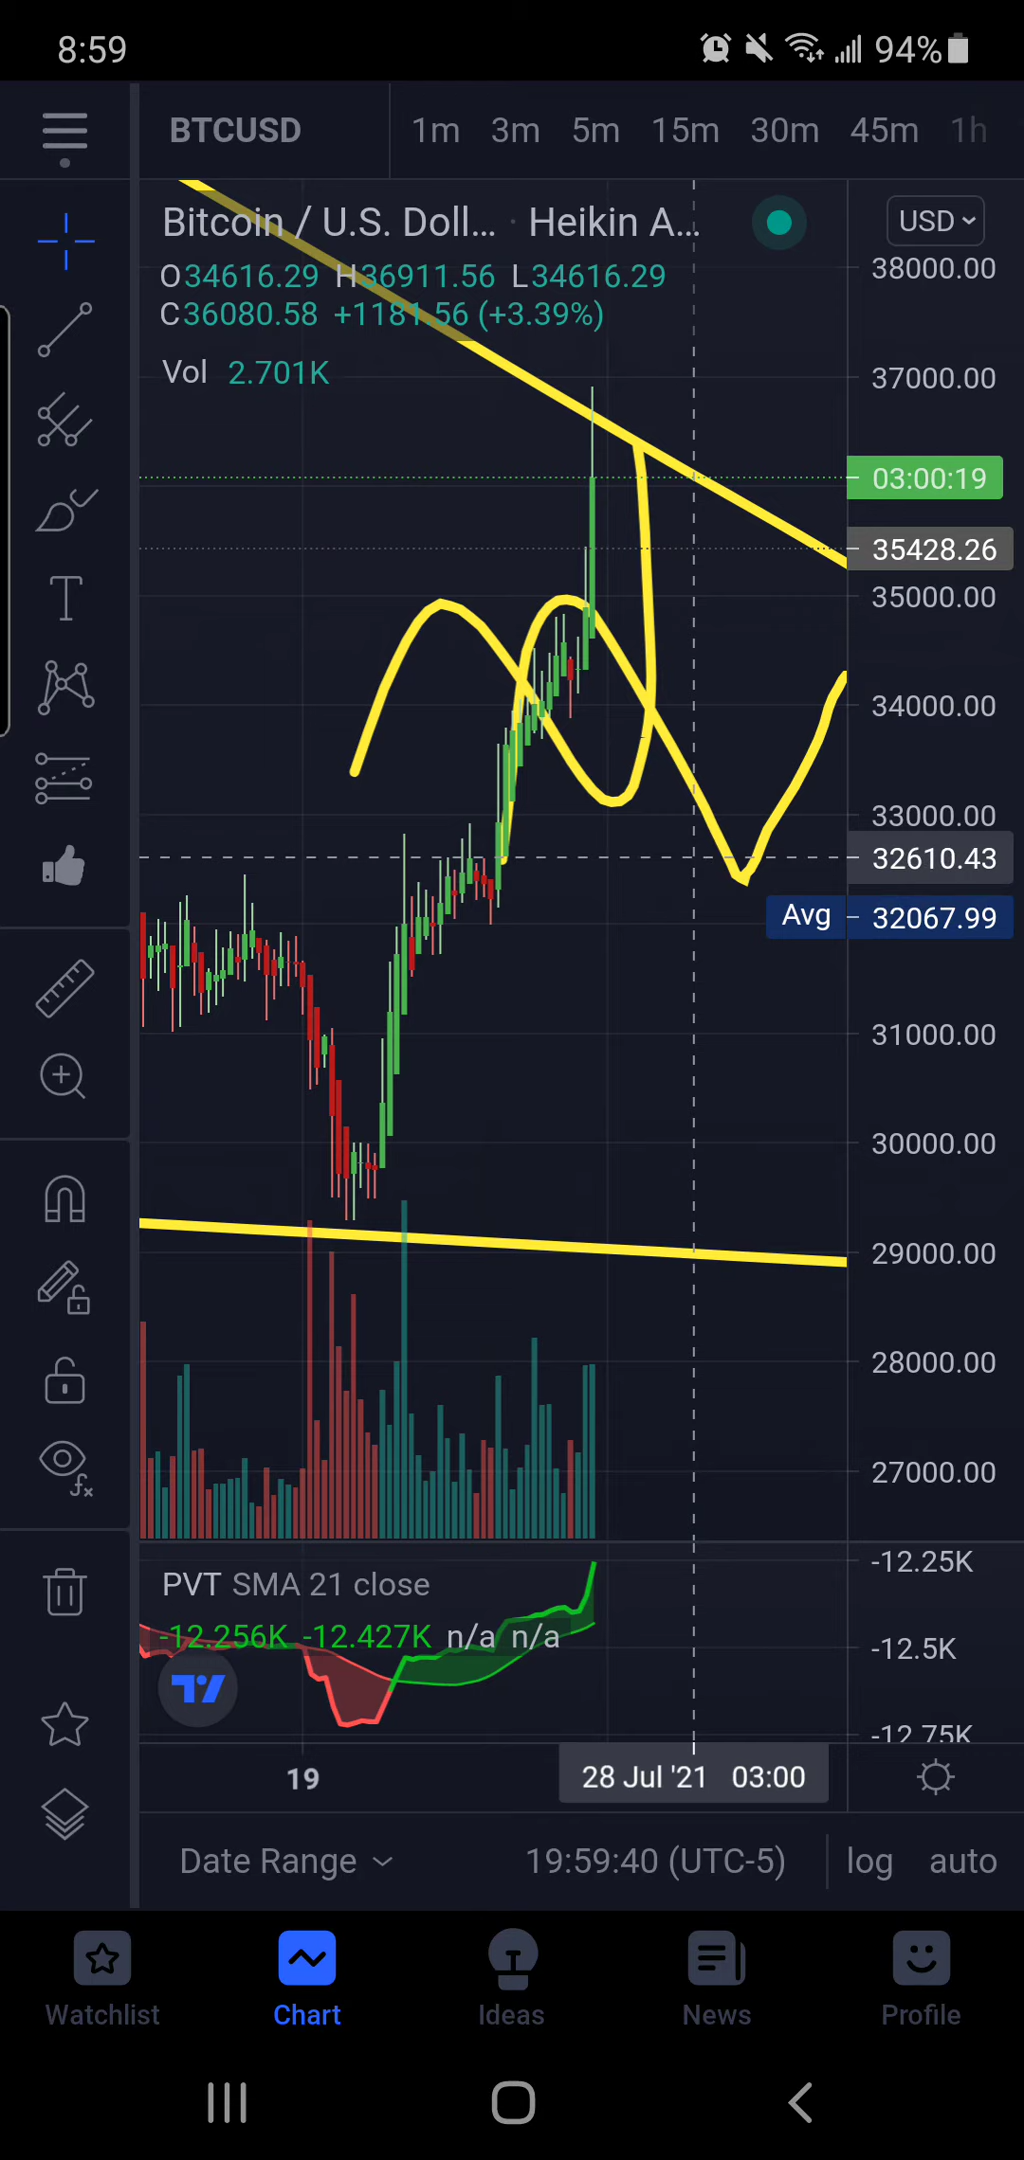 8:59 94%
BTCUSD 1m 3m 5m 15m 30m 45m 1h
Bitcoin / U.S. Doll... · Heikin A... USD
O34616.29 H36911.56 L34616.29
C36080.58 +1181.56 (+3.39%)
Vol 2.701K
38000.00
37000.00
03:00:19
35428.26
35000.00
34000.00
33000.00
32610.43
Avg 32067.99
31000.00
30000.00
29000.00
28000.00
27000.00
PVT SMA 21 close
-12.256K -12.427K n/a n/a
-12.25K
-12.5K
-12.75K
19 28 Jul '21 03:00
Date Range 19:59:40 (UTC-5) log auto
Watchlist Chart Ideas News Profile